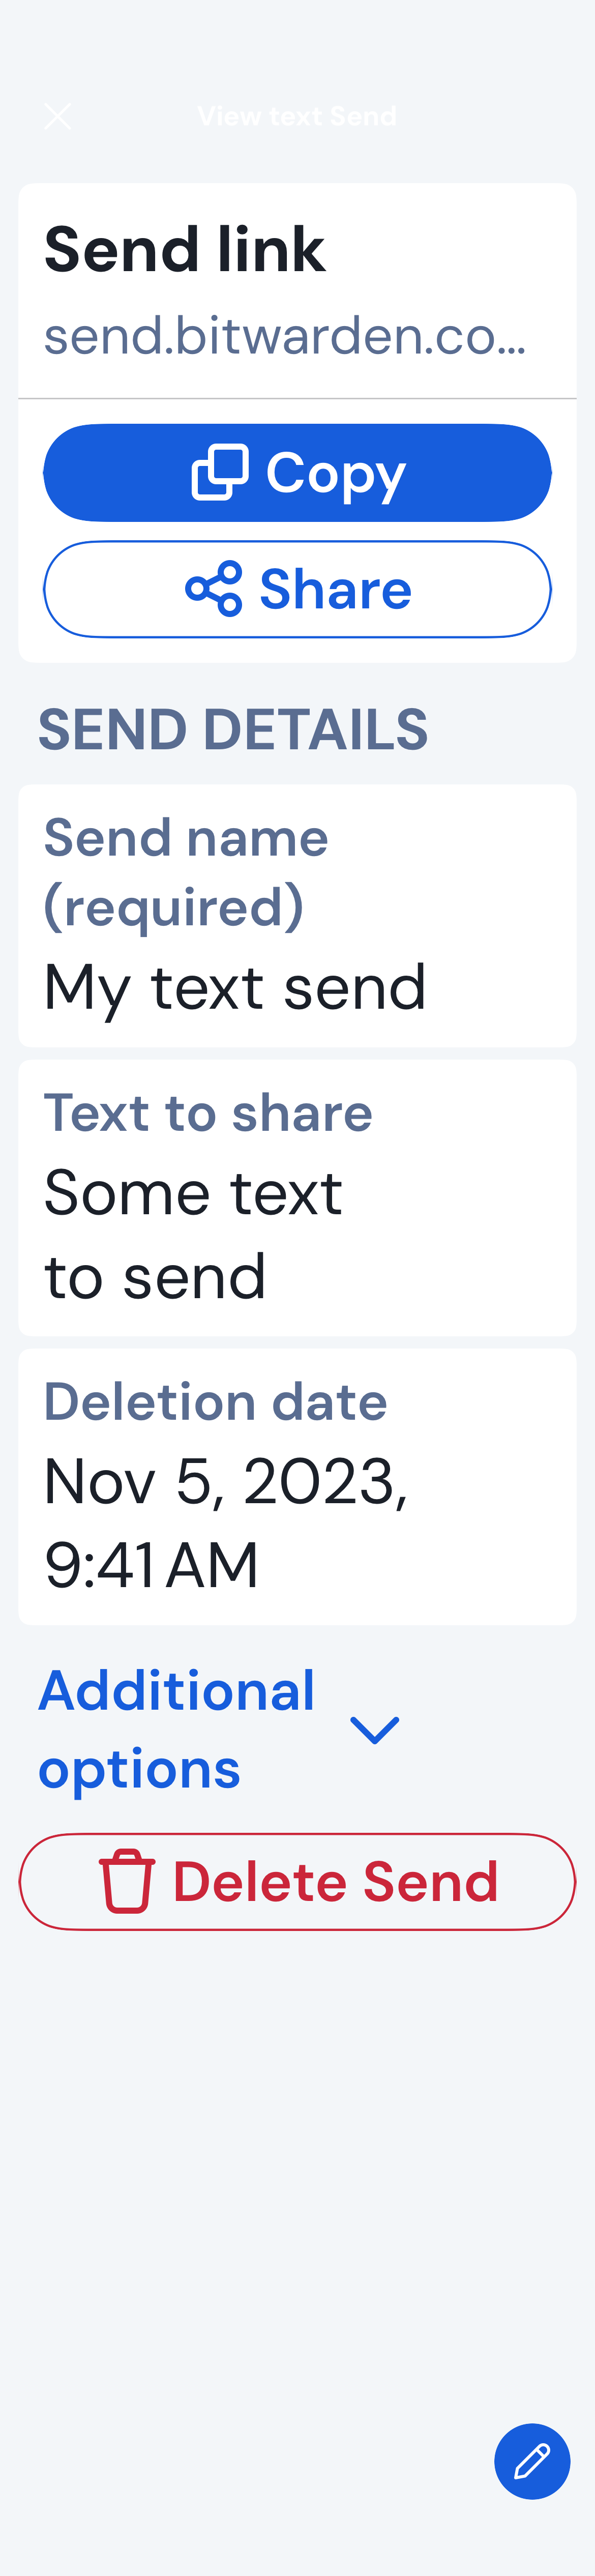 View text Send
Send link
send.bitwarden.co...
Copy
Share
SEND DETAILS
Send name
(required)
My text send
Text to share
Some text
to send
Deletion date
Nov 5, 2023,
9:41 AM
Additional
options
Delete Send